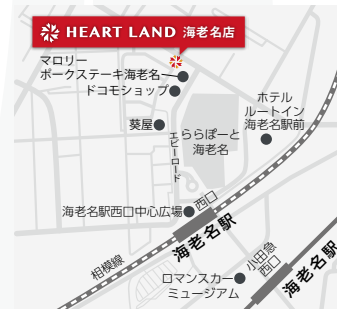 HEART LAND 海老名店
マロリー
ポークステーキ海老名
ドコモショップ
葵屋
エビーロード
ららぽーと
海老名
ホテル
ルートイン
海老名駅前
海老名駅西口中心広場
西口
海老名駅
相模線
小田急
西口
海老名駅
ロマンスカー
ミュージアム